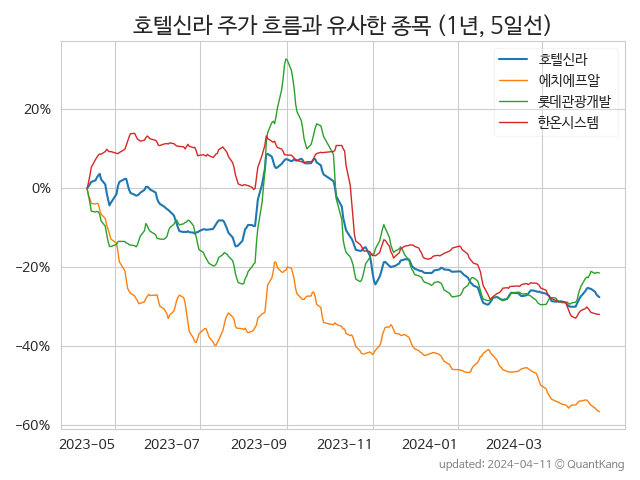 호텔신라 주가 흐름과 유사한 종목 (1년, 5일선)
호텔신라
에치에프알
롯데관광개발
한온시스템
20%
0%
−20%
−40%
−60%
2023-05 2023-07 2023-09 2023-11 2024-01 2024-03
updated: 2024-04-11 © QuantKang